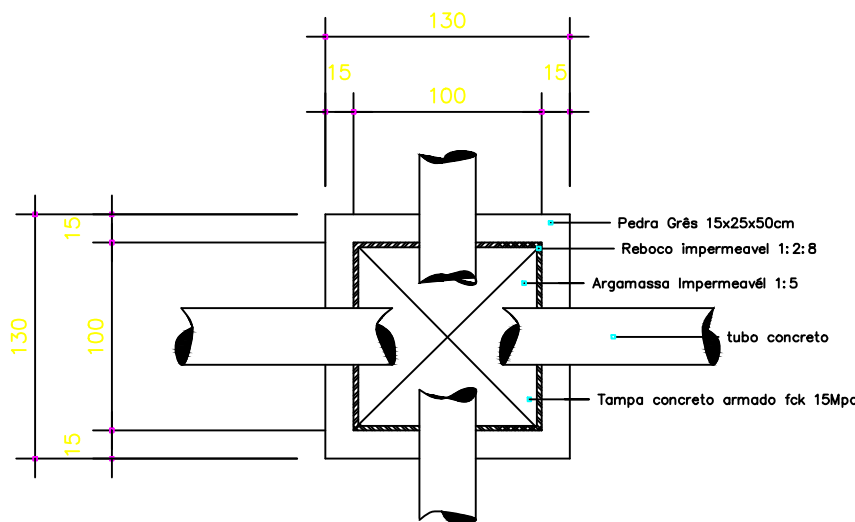 130
15
15
100
15
Pedra Grês 15x25x50cm
Reboco impermeavel 1:2:8
Argamassa Impermeavél 1:5
130
100
tubo concreto
Tampa concreto armado fck 15Mpa
15